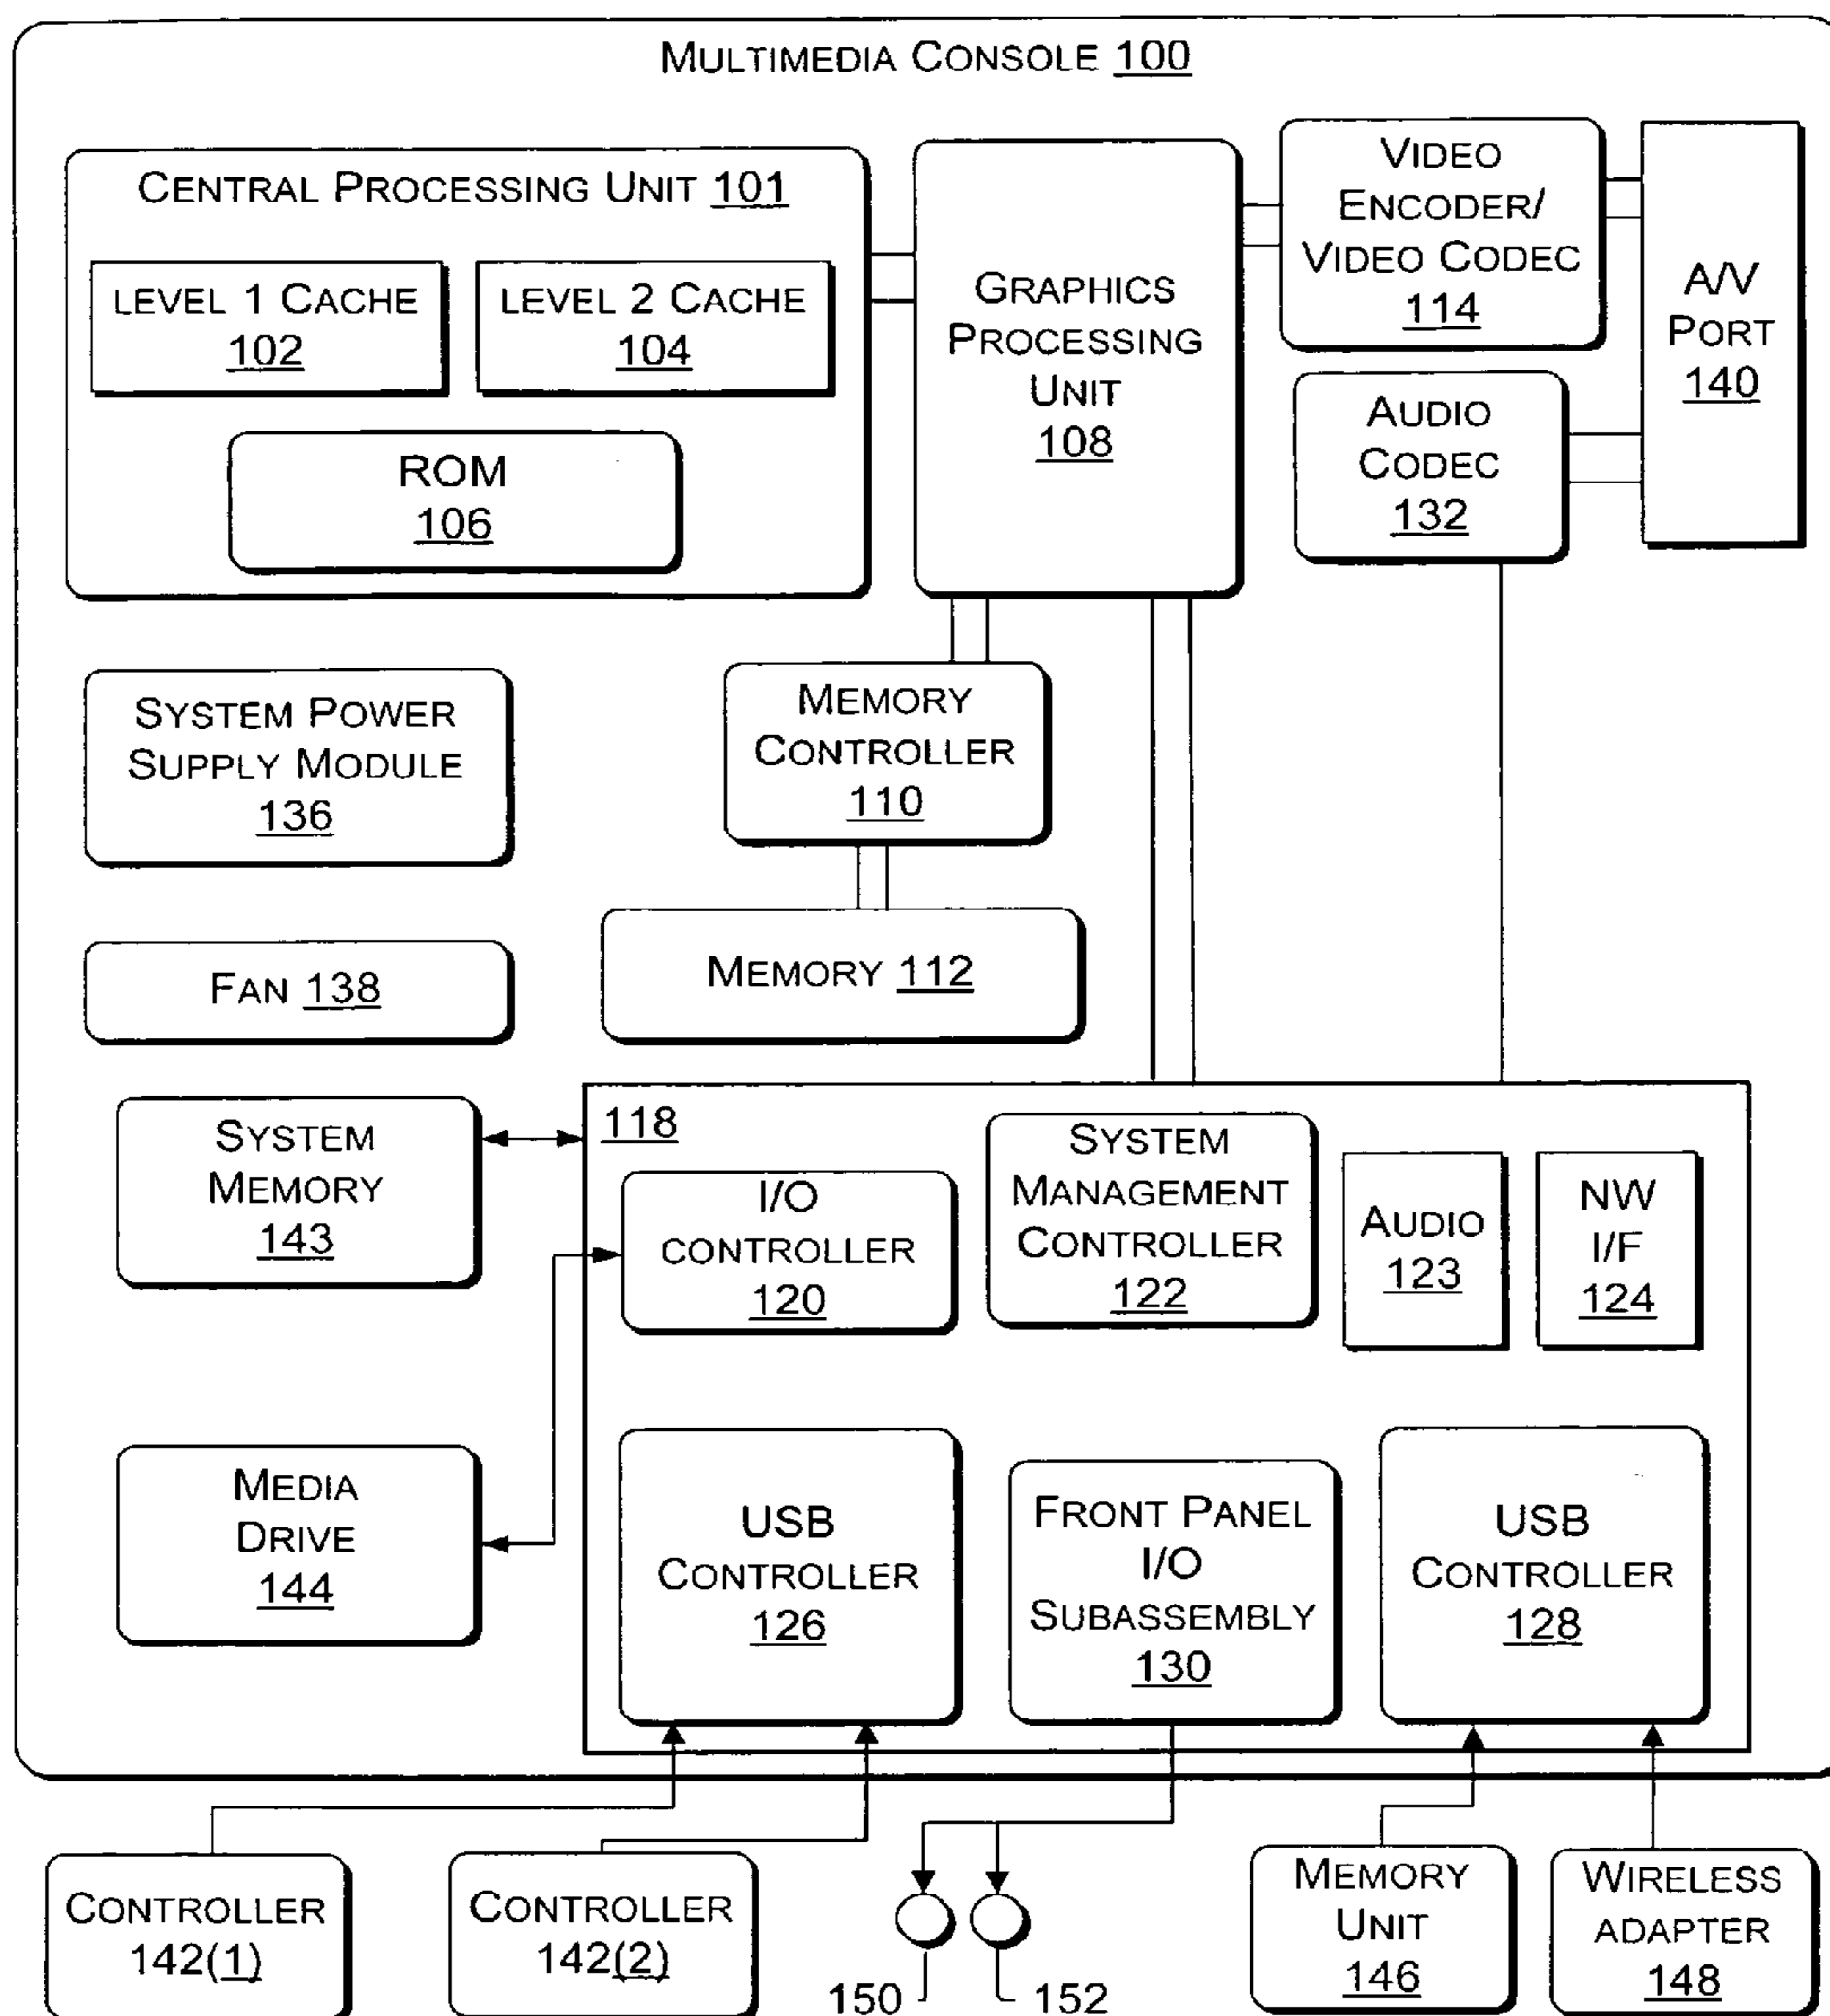 MULTIMEDIA CONSOLE 100
CENTRAL PROCESSING UNIT 101
LEVEL 1 CACHE
102
LEVEL 2 CACHE
104
ROM
106
GRAPHICS
PROCESSING
UNIT
108
VIDEO
ENCODER/
VIDEO CODEC
114
A/V
PORT
140
AUDIO
CODEC
132
SYSTEM POWER
SUPPLY MODULE
136
MEMORY
CONTROLLER
110
FAN 138
MEMORY 112
SYSTEM
MEMORY
143
118
I/O
CONTROLLER
120
SYSTEM
MANAGEMENT
CONTROLLER
122
AUDIO
123
NW
I/F
124
MEDIA
DRIVE
144
USB
CONTROLLER
126
FRONT PANEL
I/O
SUBASSEMBLY
130
USB
CONTROLLER
128
CONTROLLER
142(1)
CONTROLLER
142(2)
150
152
MEMORY
UNIT
146
WIRELESS
ADAPTER
148